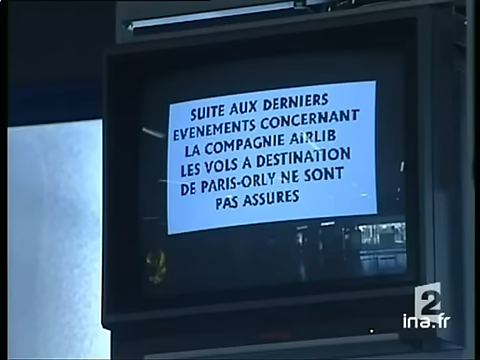 SUITE AUX DERNIERS
EVENEMENTS CONCERNANT
LA COMPAGNIE AIRLIB
LES VOLS A DESTINATION
DE PARIS-ORLY NE SONT
PAS ASSURES
2
ina.fr